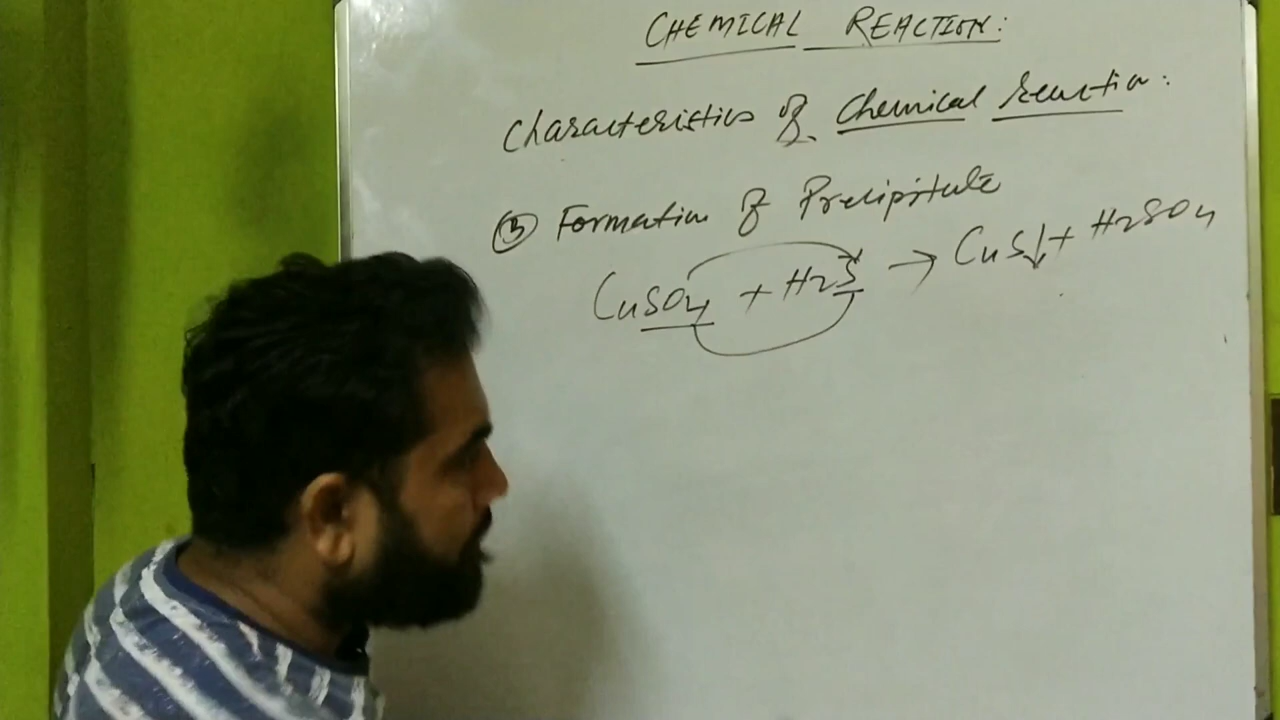 CHEMICAL REACTION:
Characteristics of Chemical reaction:
③ Formation of Precipitate
CuSO4 + H2S → CuS↓ + H2SO4